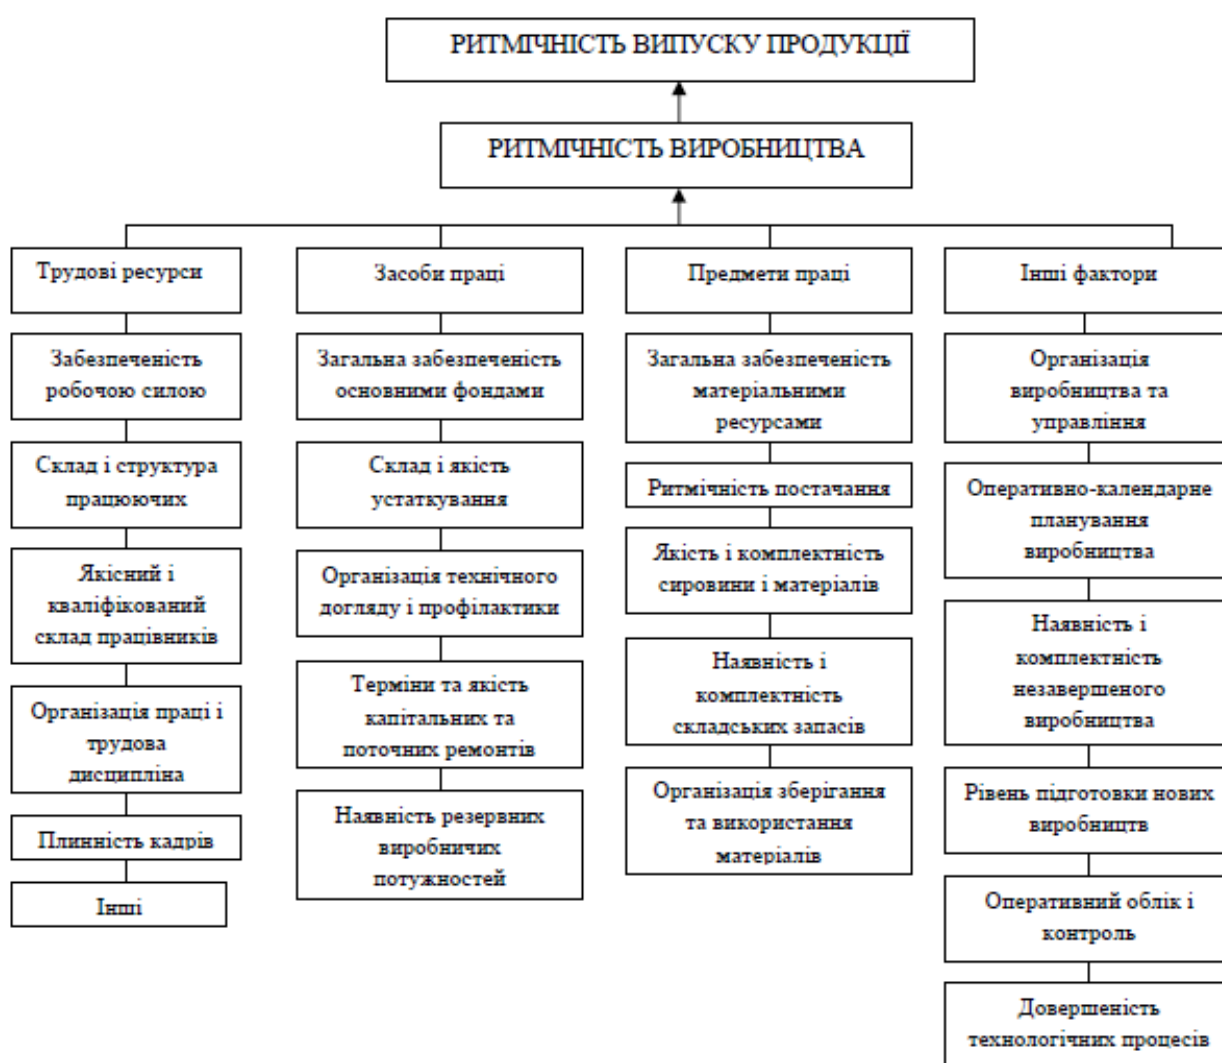 РИТМІЧНІСТЬ ВИПУСКУ ПРОДУКЦІЇ
РИТМІЧНІСТЬ ВИРОБНИЦТВА
Трудові ресурси
Забезпеченість
робочою силою
Склад і структура
працюючих
Якісний і
кваліфікований
склад працівників
Організація праці і
трудова
дисципліна
Плинність кадрів
Інші
Засоби праці
Загальна забезпеченість
основними фондами
Склад і якість
устаткування
Організація технічного
догляду і профілактики
Терміни та якість
капітальних та
поточних ремонтів
Наявність резервних
виробничих
потужностей
Предмети праці
Загальна забезпеченість
матеріальними
ресурсами
Ритмічність постачання
Якість і комплектність
сировини і матеріалів
Наявність і
комплектність
складських запасів
Організація зберігання
та використання
матеріалів
Інші фактори
Організація
виробництва та
управління
Оперативно-календарне
планування
виробництва
Наявність і
комплектність
незавершеного
виробництва
Рівень підготовки нових
виробництв
Оперативний облік і
контроль
Довершеність
технологічних процесів